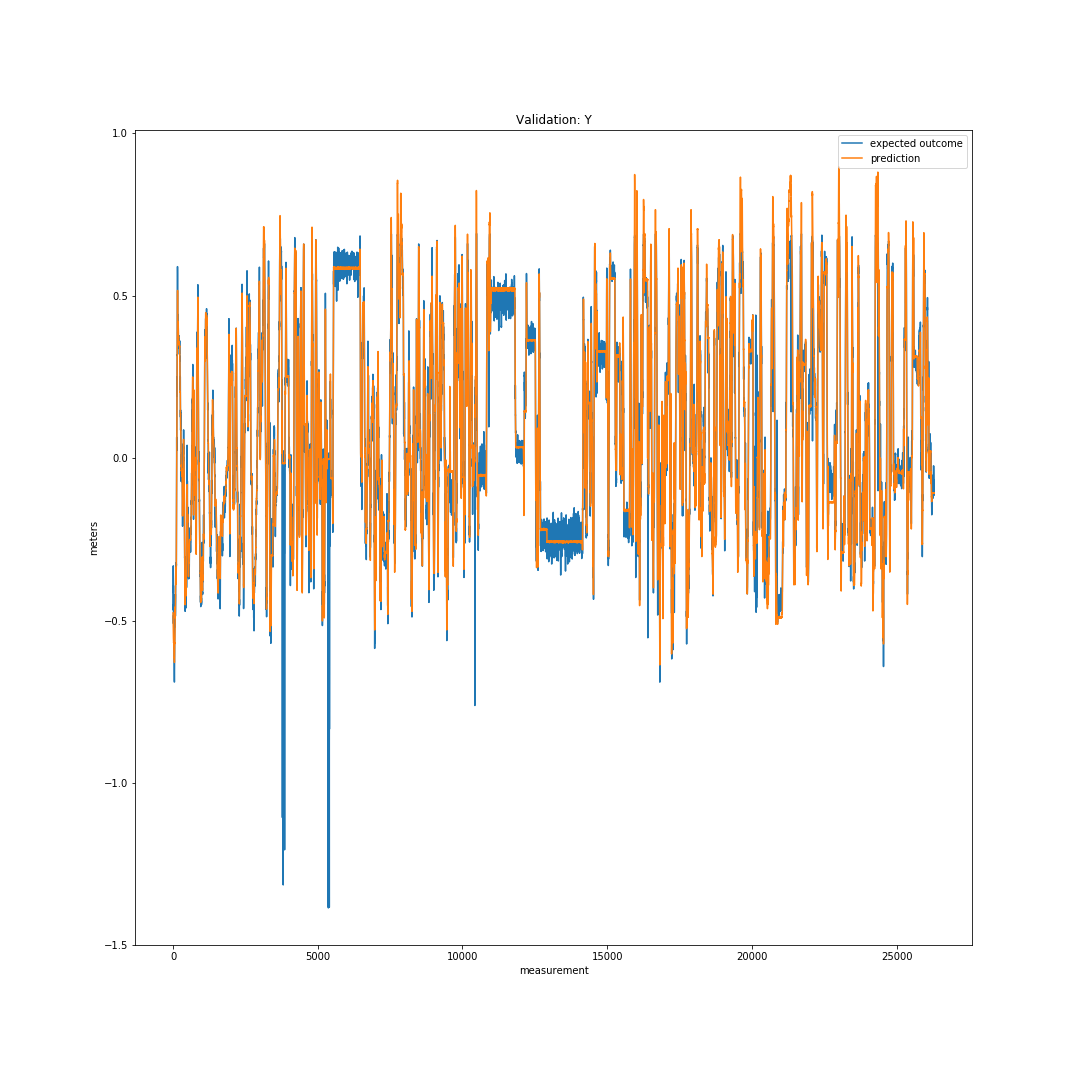 Validation: Y
expected outcome
prediction
1.0
0.5
0.0
−0.5
−1.0
−1.5
meters
0 5000 10000 15000 20000 25000
measurement